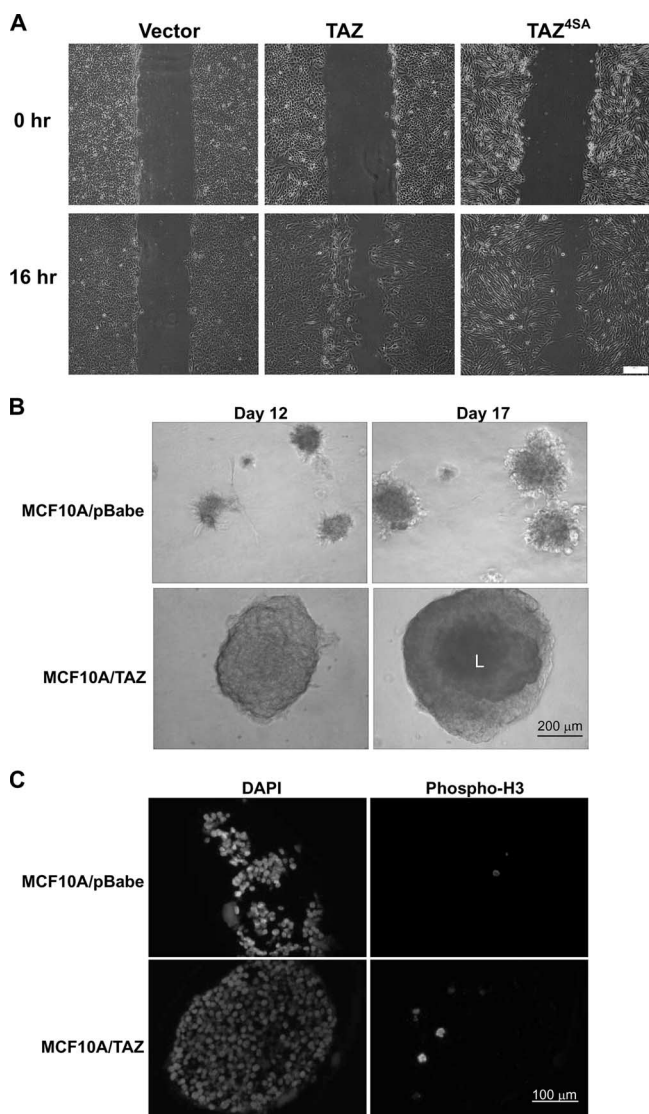 A
Vector TAZ TAZ4SA
0 hr
16 hr
B
Day 12 Day 17
MCF10A/pBabe
MCF10A/TAZ
L
200 µm
C
DAPI Phospho-H3
MCF10A/pBabe
MCF10A/TAZ
100 µm